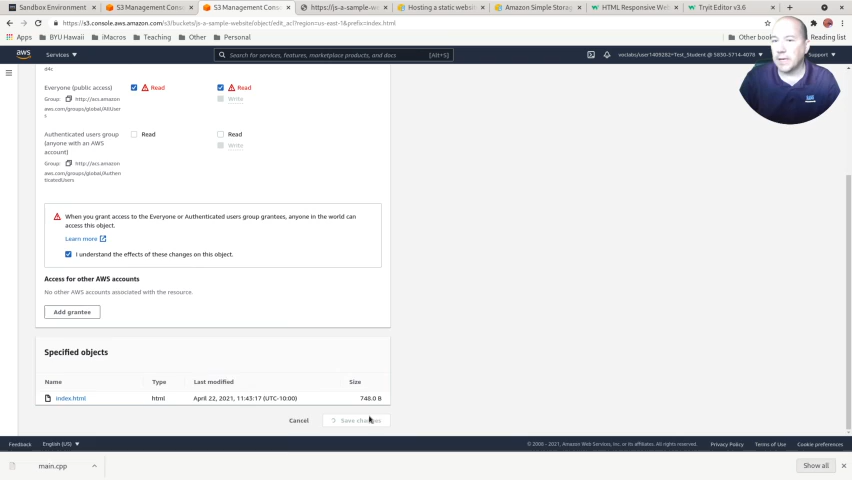 Sandbox Environment
S3 Management Conso
S3 Management Conso
https://js-a-sample-we
Hosting a static websit
Amazon Simple Storag
HTML Responsive Web
Tryit Editor v3.6
https://s3.console.aws.amazon.com/s3/buckets/js-a-sample-website/object/edit_acl?region=us-east-1&prefix=index.html
Apps
BYU Hawaii
iMacros
Teaching
Other
Personal
Other book
Reading list
aws
Services
Search for services, features, marketplace products, and docs
[Alt+S]
Support
d4c
Everyone (public access)
Read
Read
Group:
http://acs.amazon
Write
aws.com/groups/global/AllUser
s
Authenticated users group
Read
Read
(anyone with an AWS
Write
account)
Group:
http://acs.amazon
aws.com/groups/global/Authen
ticatedUsers
When you grant access to the Everyone or Authenticated users group grantees, anyone in the world can
access this object.
Learn more
I understand the effects of these changes on this object.
Access for other AWS accounts
No other AWS accounts associated with the resource.
Add grantee
Specified objects
Name
Type
Last modified
Size
index.html
html
April 22, 2021, 11:43:17 (UTC-10:00)
748.0 B
Cancel
Save changes
Feedback
English (US)
© 2008 - 2021, Amazon Web Services, Inc. or its affiliates. All rights reserved.
Privacy Policy
Terms of Use
Cookie preferences
main.cpp
Show all